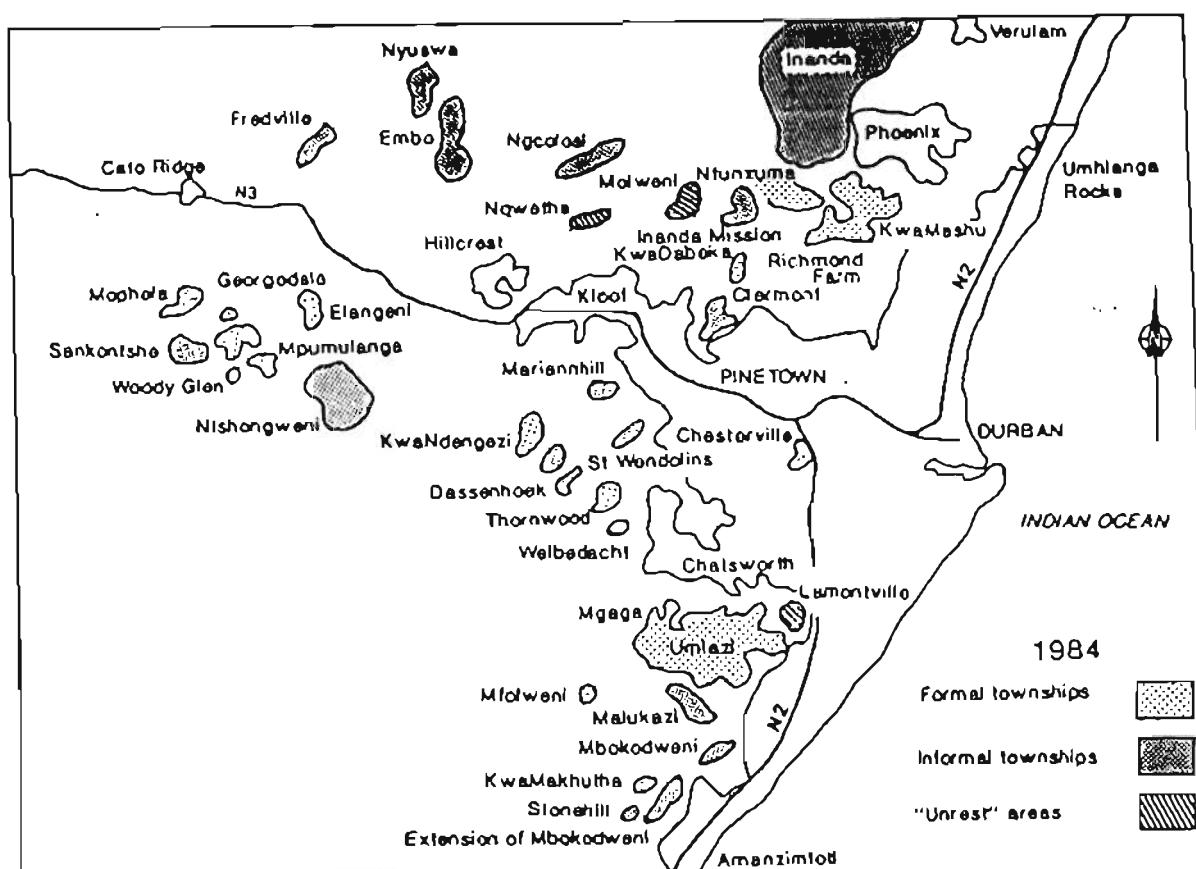 Verulam
Nyuswa
Inanda
Fredville
Embo
Ngcolosi
Phoenix
Cato Ridge
N3
Molweni
Ntunzuma
Umhlanga
Rocks
Nqwatha
Inanda Mission
KwaMashu
Hillcrest
KwaDaboka
Richmond
Farm
N2
Georgedale
Mophela
Kloof
Clermont
Elangeni
Sankontshe
Mpumulanga
Woody Glen
Mariannhill
PINETOWN
Ntshongweni
KwaNdengezi
Chesterville
DURBAN
St Wendolins
Dassenhoek
Thornwood
INDIAN OCEAN
Welbedacht
Chatsworth
Lamontville
Mgaga
Umlazi
1984
Mfolweni
Formal townships
Malukazi
N2
Mbokodweni
Informal townships
KwaMakhutha
Stonehill
"Unrest" areas
Extension of Mbokodweni
Amanzimtoti